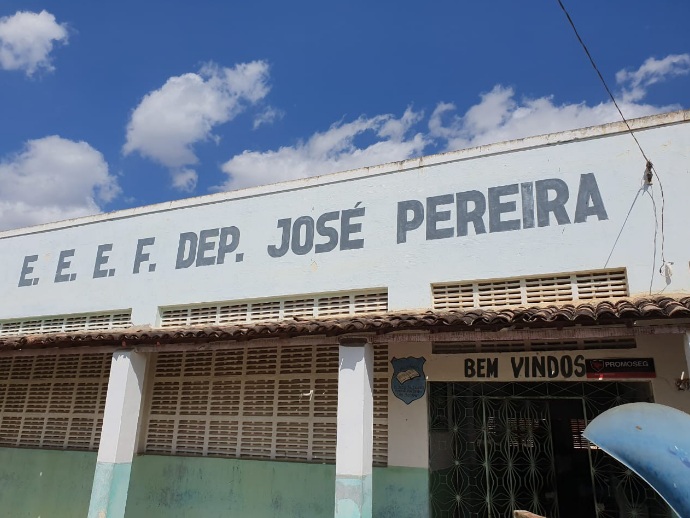 E. E. E. F. DEP. JOSÉ PEREIRA
BEM VINDOS
PROMOSEG